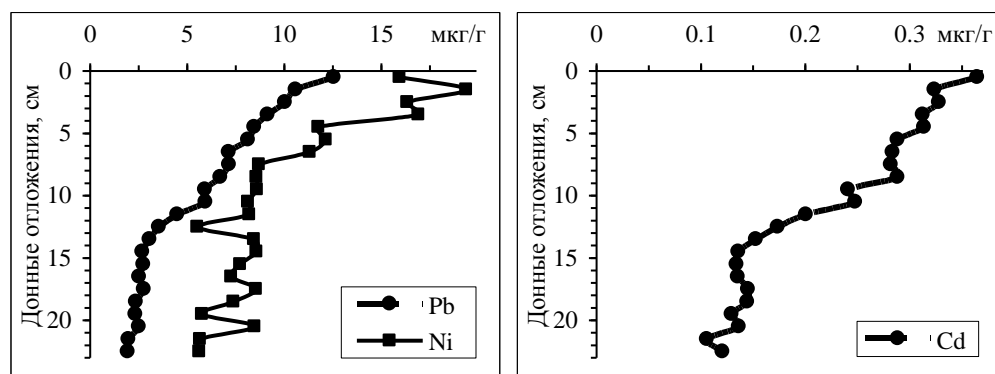 0 5 10 15 мкг/г
0
5
10
15
20
Донные отложения, см
Pb
Ni
0 0.1 0.2 0.3 мкг/г
0
5
10
15
20
Донные отложения, см
Cd